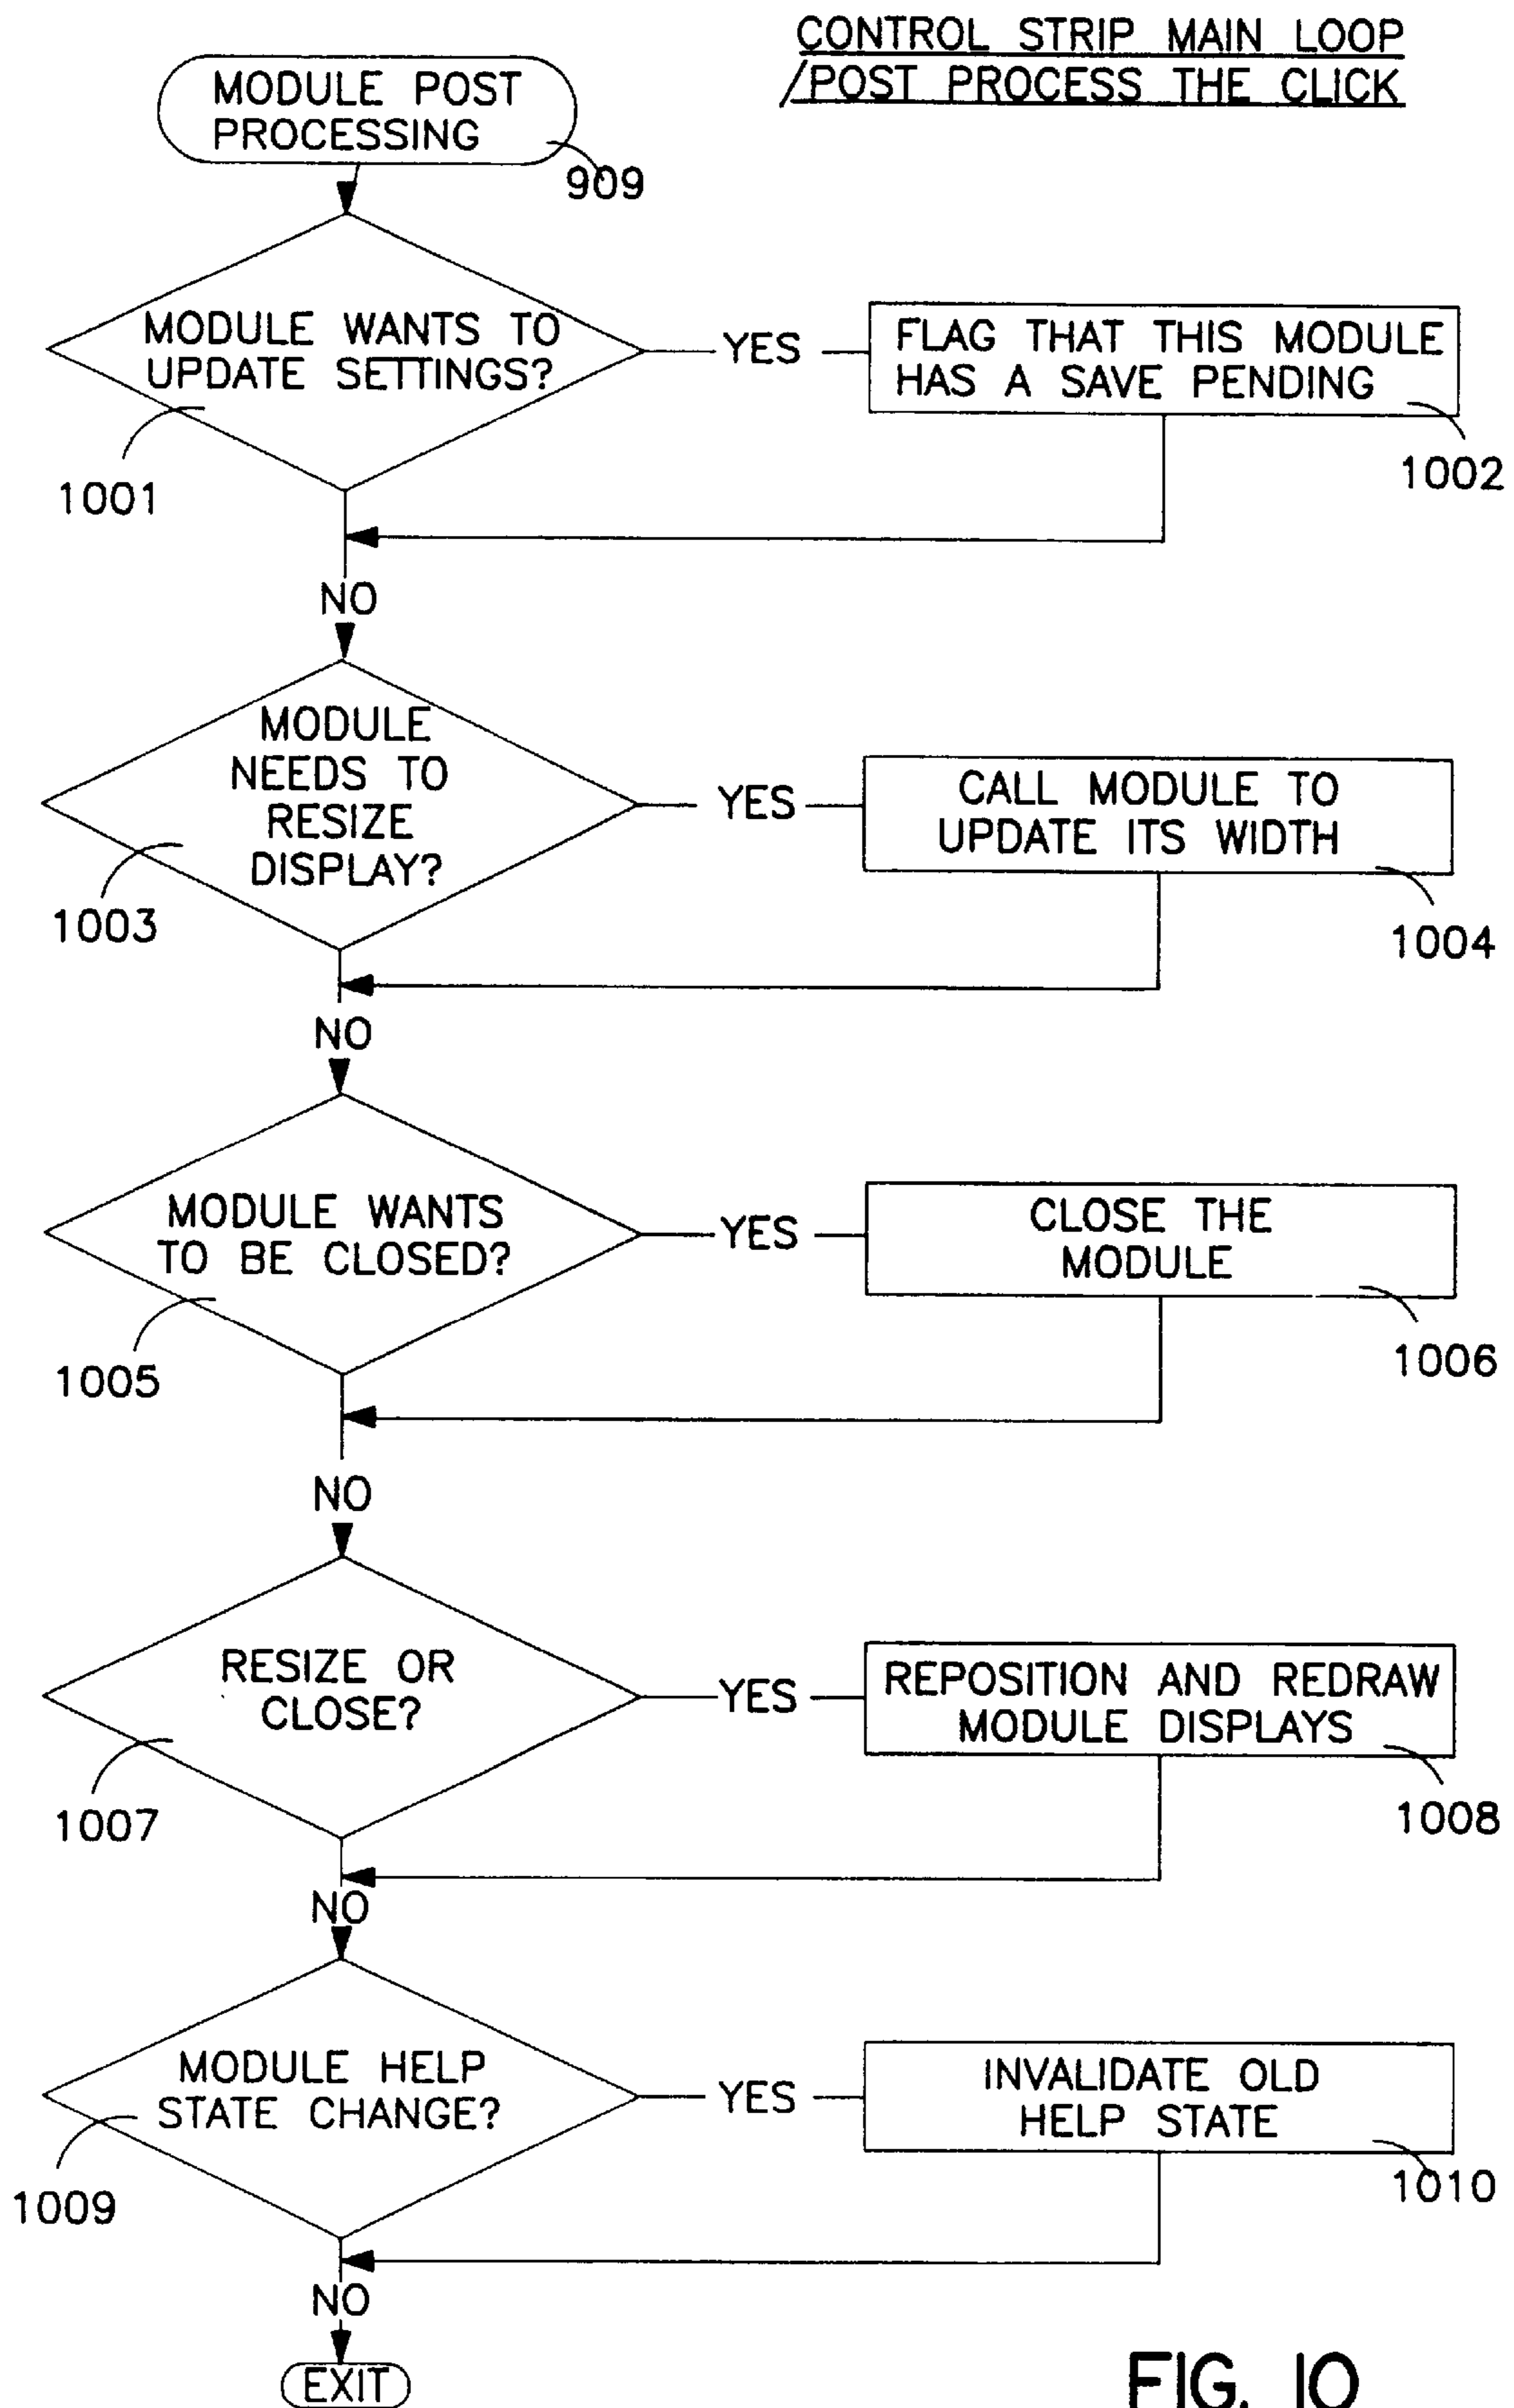 CONTROL STRIP MAIN LOOP
/POST PROCESS THE CLICK
MODULE POST
PROCESSING
909
MODULE WANTS TO
UPDATE SETTINGS?
1001
YES
FLAG THAT THIS MODULE
HAS A SAVE PENDING
1002
NO
MODULE
NEEDS TO
RESIZE
DISPLAY?
1003
YES
CALL MODULE TO
UPDATE ITS WIDTH
1004
NO
MODULE WANTS
TO BE CLOSED?
1005
YES
CLOSE THE
MODULE
1006
NO
RESIZE OR
CLOSE?
1007
YES
REPOSITION AND REDRAW
MODULE DISPLAYS
1008
NO
MODULE HELP
STATE CHANGE?
1009
YES
INVALIDATE OLD
HELP STATE
1010
NO
EXIT
FIG. 10